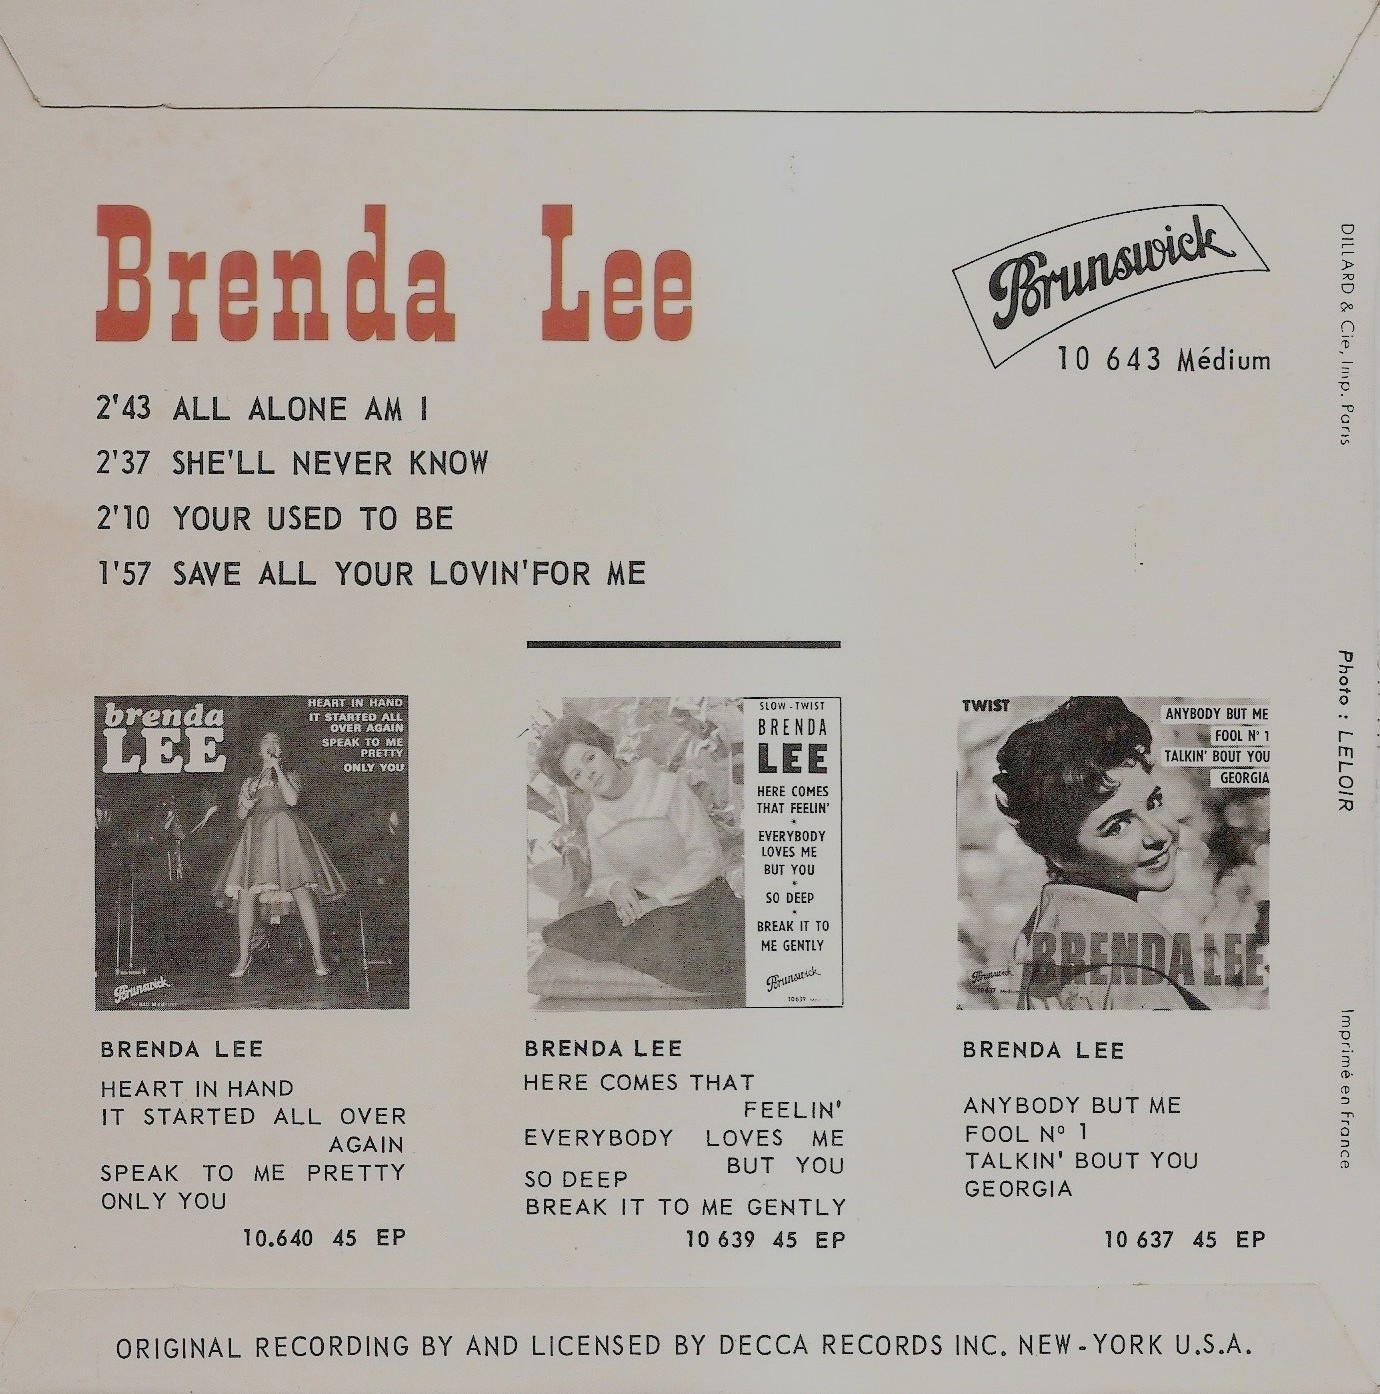 Brenda Lee
Brunswick
10 643 Médium
2'43 ALL ALONE AM I
2'37 SHE'LL NEVER KNOW
2'10 YOUR USED TO BE
1'57 SAVE ALL YOUR LOVIN'FOR ME
brenda
LEE
HEART IN HAND
IT STARTED ALL
OVER AGAIN
SPEAK TO ME
PRETTY
ONLY YOU
Brunswick
SLOW - TWIST
BRENDA
LEE
HERE COMES
THAT FEELIN'
EVERYBODY
LOVES ME
BUT YOU
SO DEEP
BREAK IT TO
ME GENTLY
Brunswick
10639
TWIST
ANYBODY BUT ME
FOOL Nº 1
TALKIN' BOUT YOU
GEORGIA
BRENDA LEE
Brunswick
BRENDA LEE
HEART IN HAND
IT STARTED ALL OVER
AGAIN
SPEAK TO ME PRETTY
ONLY YOU
10.640 45 EP
BRENDA LEE
HERE COMES THAT
FEELIN'
EVERYBODY LOVES ME
BUT YOU
SO DEEP
BREAK IT TO ME GENTLY
10 639 45 EP
BRENDA LEE
ANYBODY BUT ME
FOOL Nº 1
TALKIN' BOUT YOU
GEORGIA
10 637 45 EP
DILLARD & Cie, Imp. Paris
Photo : LELOIR
Imprimé en France
ORIGINAL RECORDING BY AND LICENSED BY DECCA RECORDS INC. NEW-YORK U.S.A.